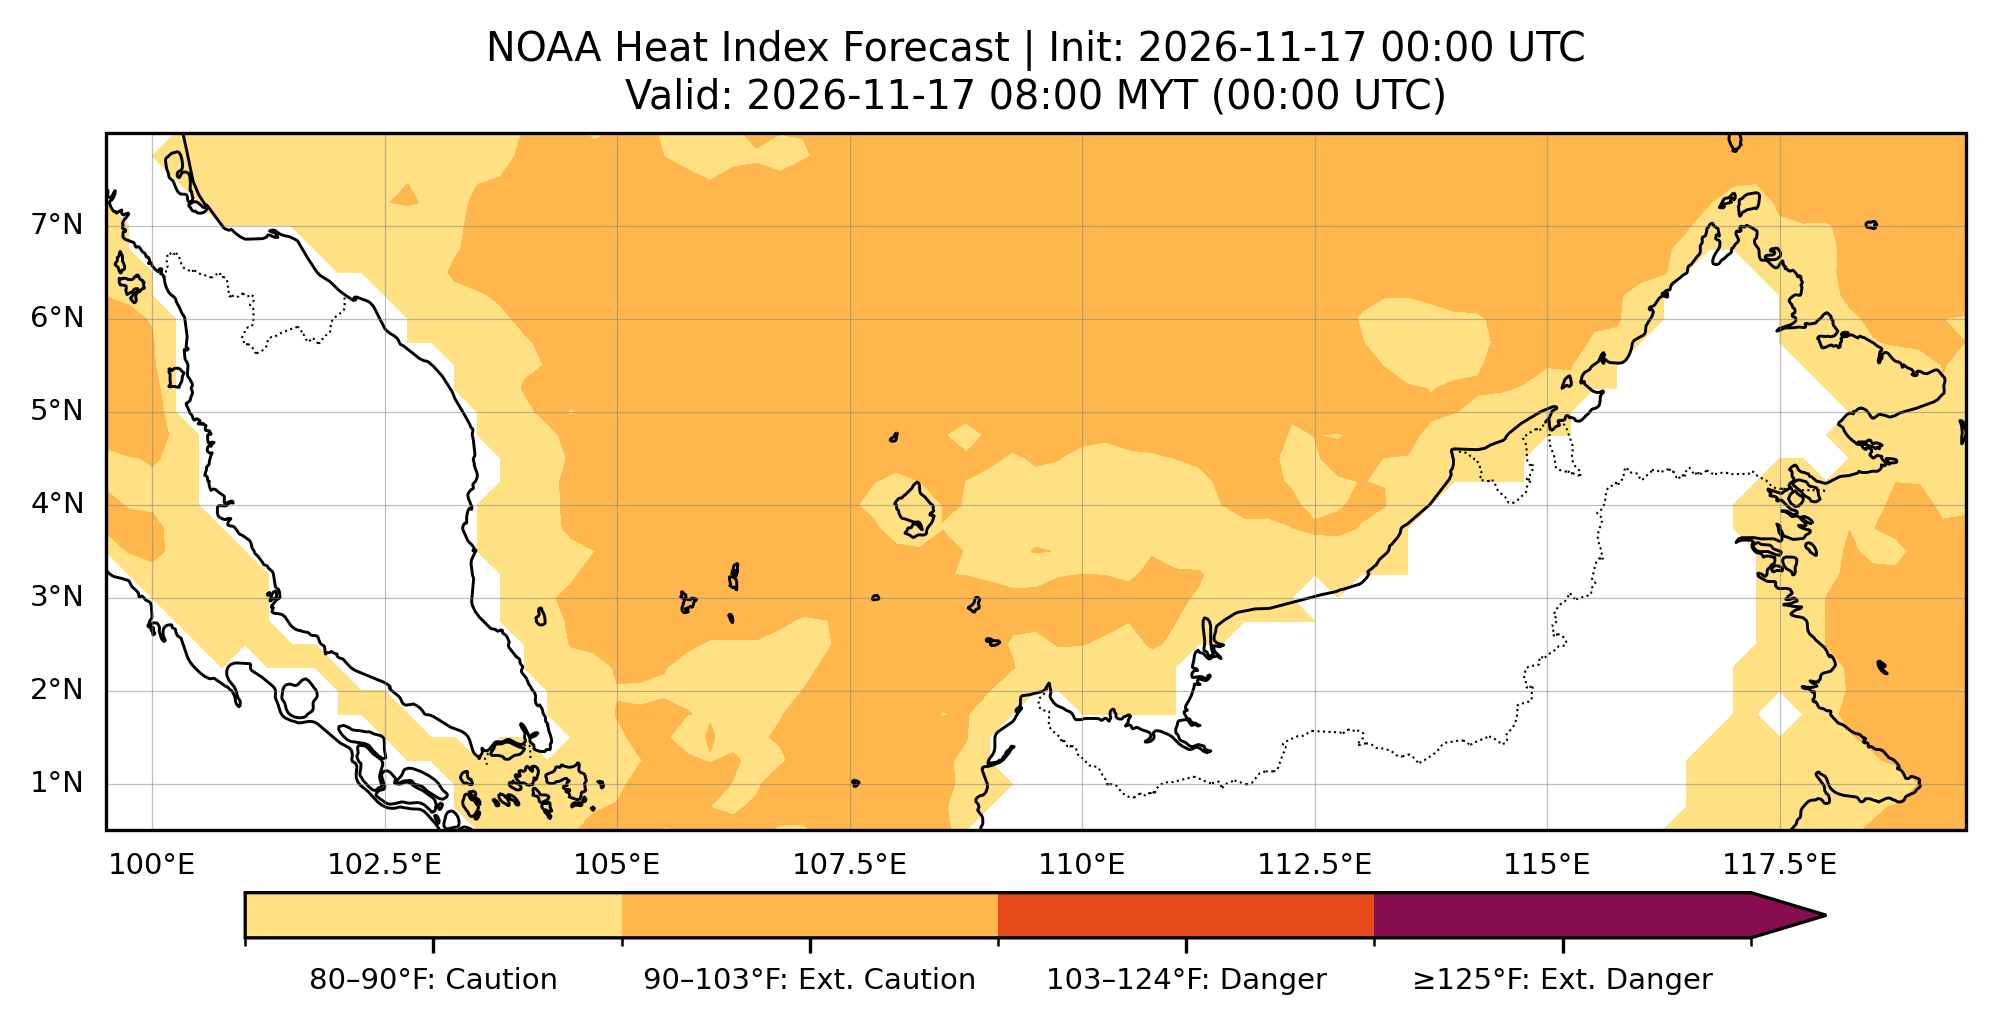 NOAA Heat Index Forecast | Init: 2026-11-17 00:00 UTC
Valid: 2026-11-17 08:00 MYT (00:00 UTC)
7°N
6°N
5°N
4°N
3°N
2°N
1°N
100°E
102.5°E
105°E
107.5°E
110°E
112.5°E
115°E
117.5°E
80–90°F: Caution
90–103°F: Ext. Caution
103–124°F: Danger
≥125°F: Ext. Danger